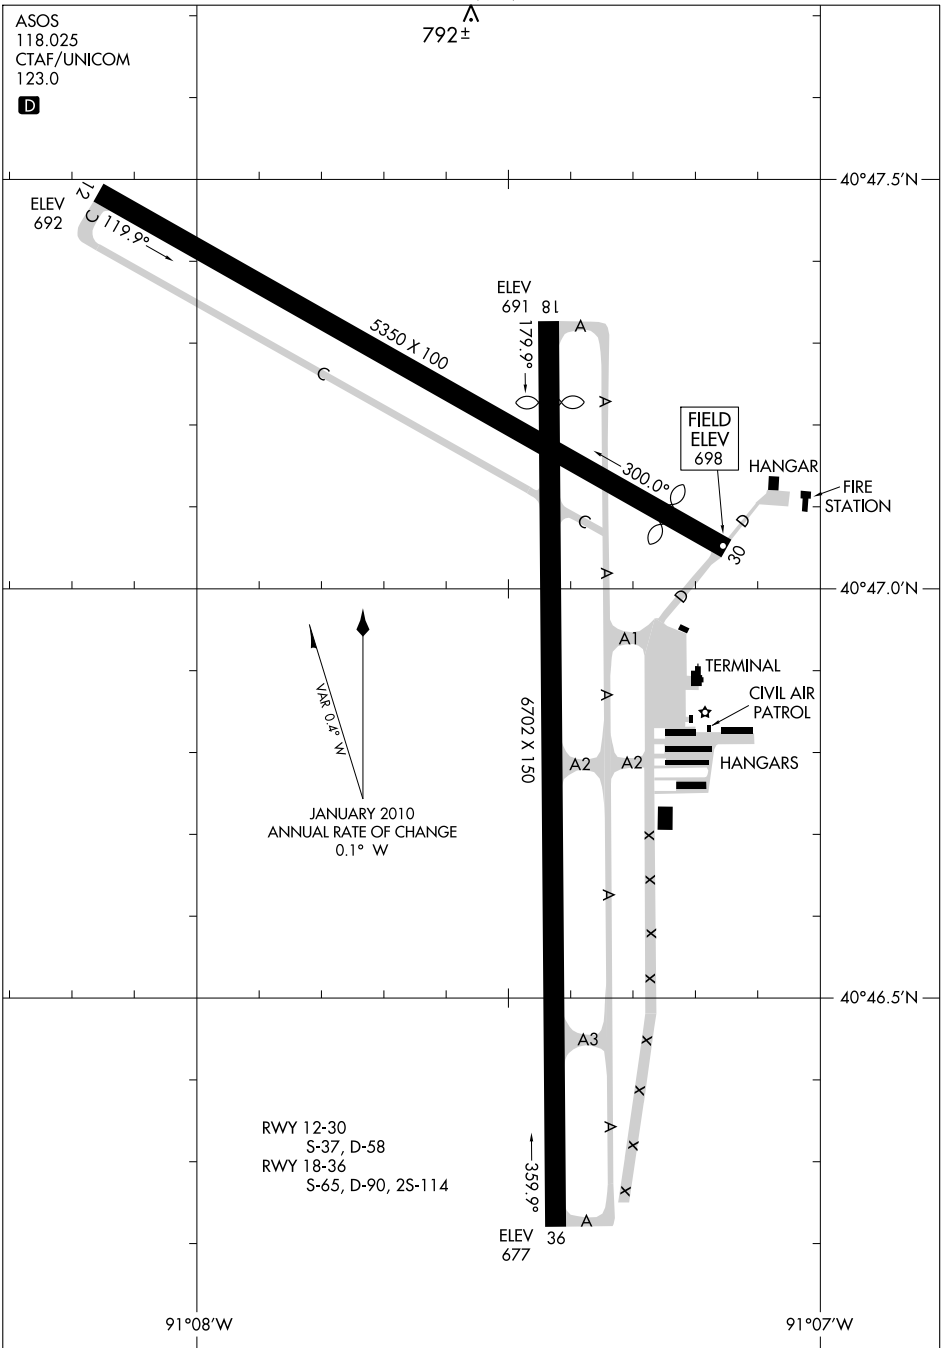 ASOS
118.025
CTAF/UNICOM
123.0
D
792±
40°47.5'N
12
ELEV
692
C
119.9°
ELEV
691
18
A
179.9°
5350 X 100
C
A
FIELD
ELEV
698
300.0°
HANGAR
FIRE
STATION
D
C
30
A
40°47.0'N
D
A1
TERMINAL
VAR 0.4° W
A
CIVIL AIR
PATROL
6702 X 150
A2
A2
HANGARS
JANUARY 2010
ANNUAL RATE OF CHANGE
0.1° W
X
X
A
X
X
40°46.5'N
A3
X
X
RWY 12-30
S-37, D-58
RWY 18-36
S-65, D-90, 2S-114
A
X
359.9°
X
A
ELEV
677
36
91°08'W
91°07'W